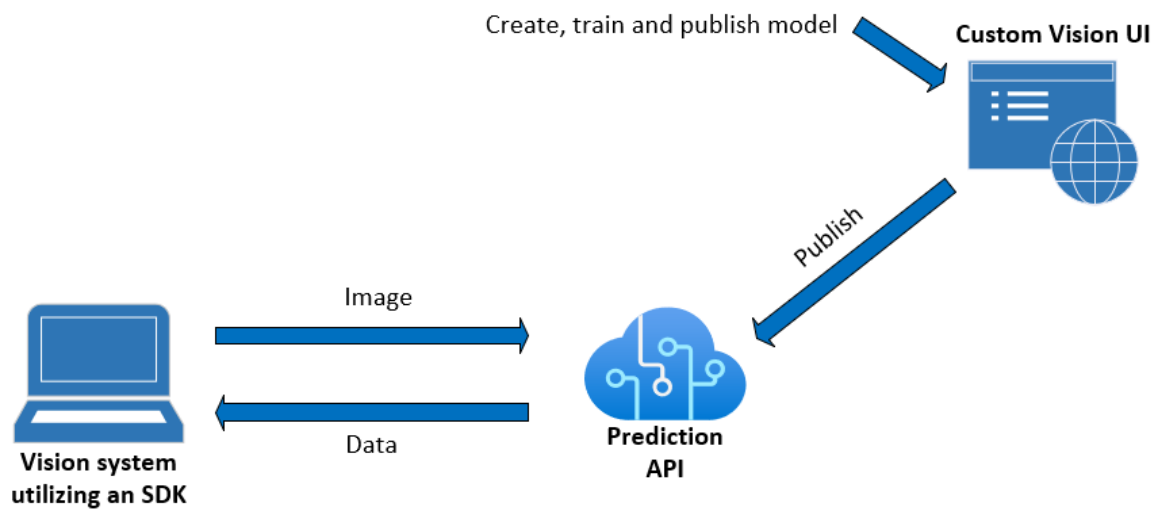 Create, train and publish model
Custom Vision UI
Publish
Image
Data
Prediction
API
Vision system
utilizing an SDK